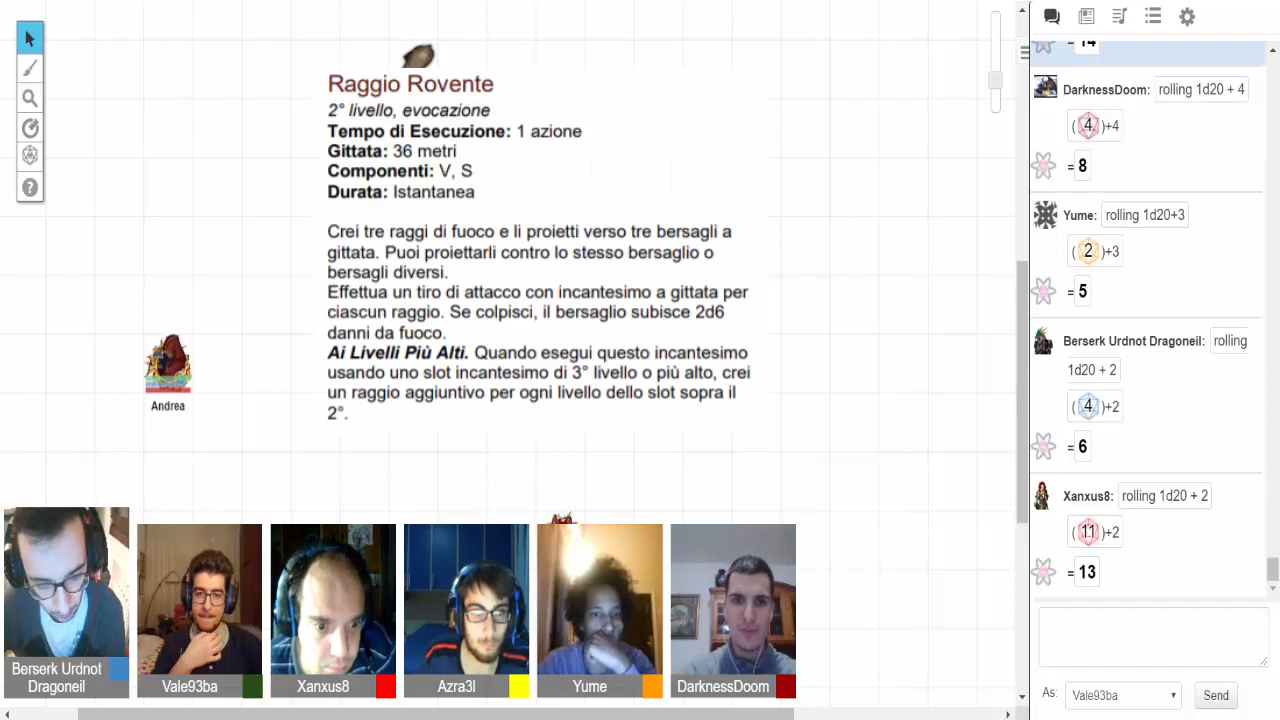 Raggio Rovente
2° livello, evocazione
Tempo di Esecuzione: 1 azione
Gittata: 36 metri
Componenti: V, S
Durata: Istantanea
Crei tre raggi di fuoco e li proietti verso tre bersagli a
gittata. Puoi proiettarli contro lo stesso bersaglio o
bersagli diversi.
Effettua un tiro di attacco con incantesimo a gittata per
ciascun raggio. Se colpisci, il bersaglio subisce 2d6
danni da fuoco.
Ai Livelli Più Alti. Quando esegui questo incantesimo
usando uno slot incantesimo di 3° livello o più alto, crei
un raggio aggiuntivo per ogni livello dello slot sopra il
2°.
Andrea
Berserk Urdnot
Dragoneil
Vale93ba
Xanxus8
Azra3l
Yume
DarknessDoom
14
DarknessDoom: rolling 1d20 + 4
(4)+4
=8
Yume: rolling 1d20+3
(2)+3
=5
Berserk Urdnot Dragoneil: rolling
1d20 + 2
(4)+2
=6
Xanxus8: rolling 1d20 + 2
(11)+2
=13
As: Vale93ba Send